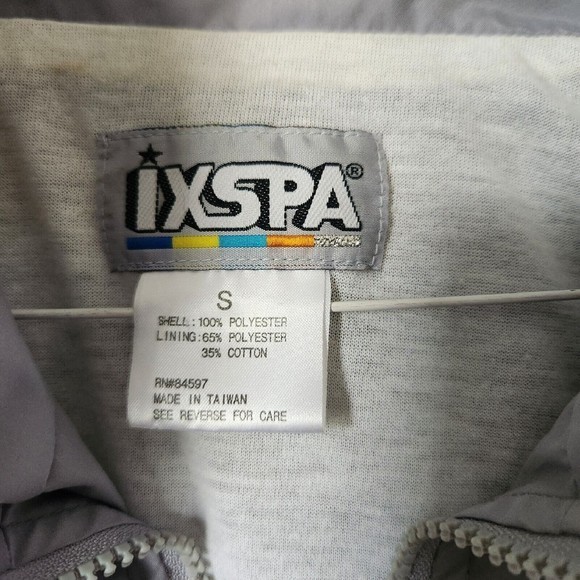 iXSPA®
S
SHELL: 100% POLYESTER
LINING: 65% POLYESTER
35% COTTON
RN#84597
MADE IN TAIWAN
SEE REVERSE FOR CARE